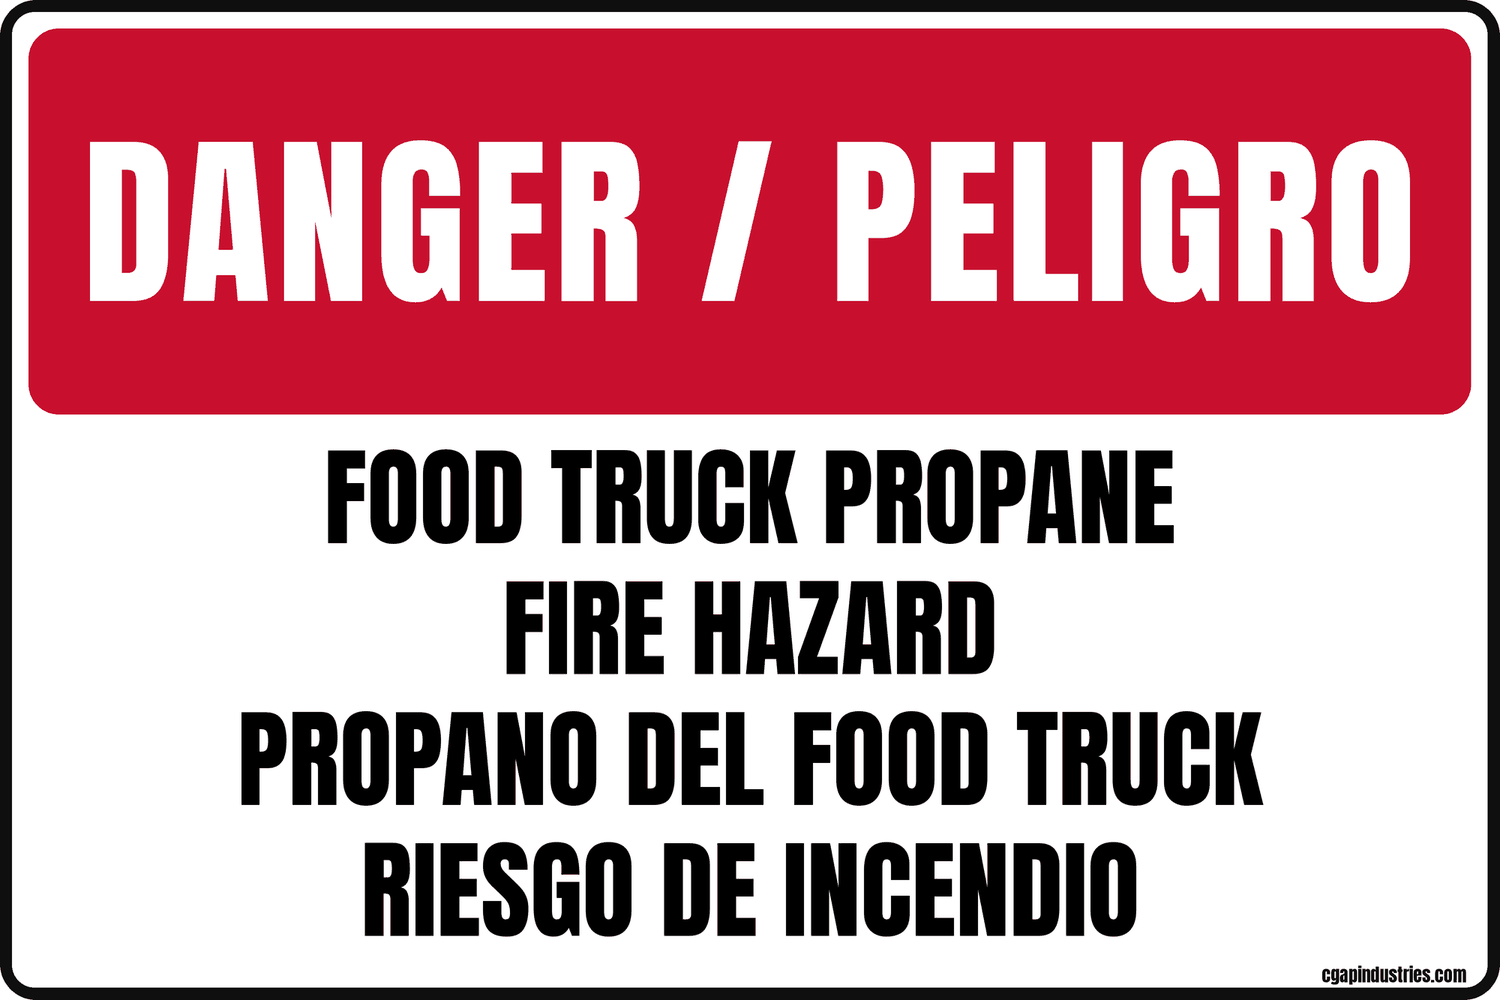 DANGER / PELIGRO
FOOD TRUCK PROPANE
FIRE HAZARD
PROPANO DEL FOOD TRUCK
RIESGO DE INCENDIO
cgapindustries.com